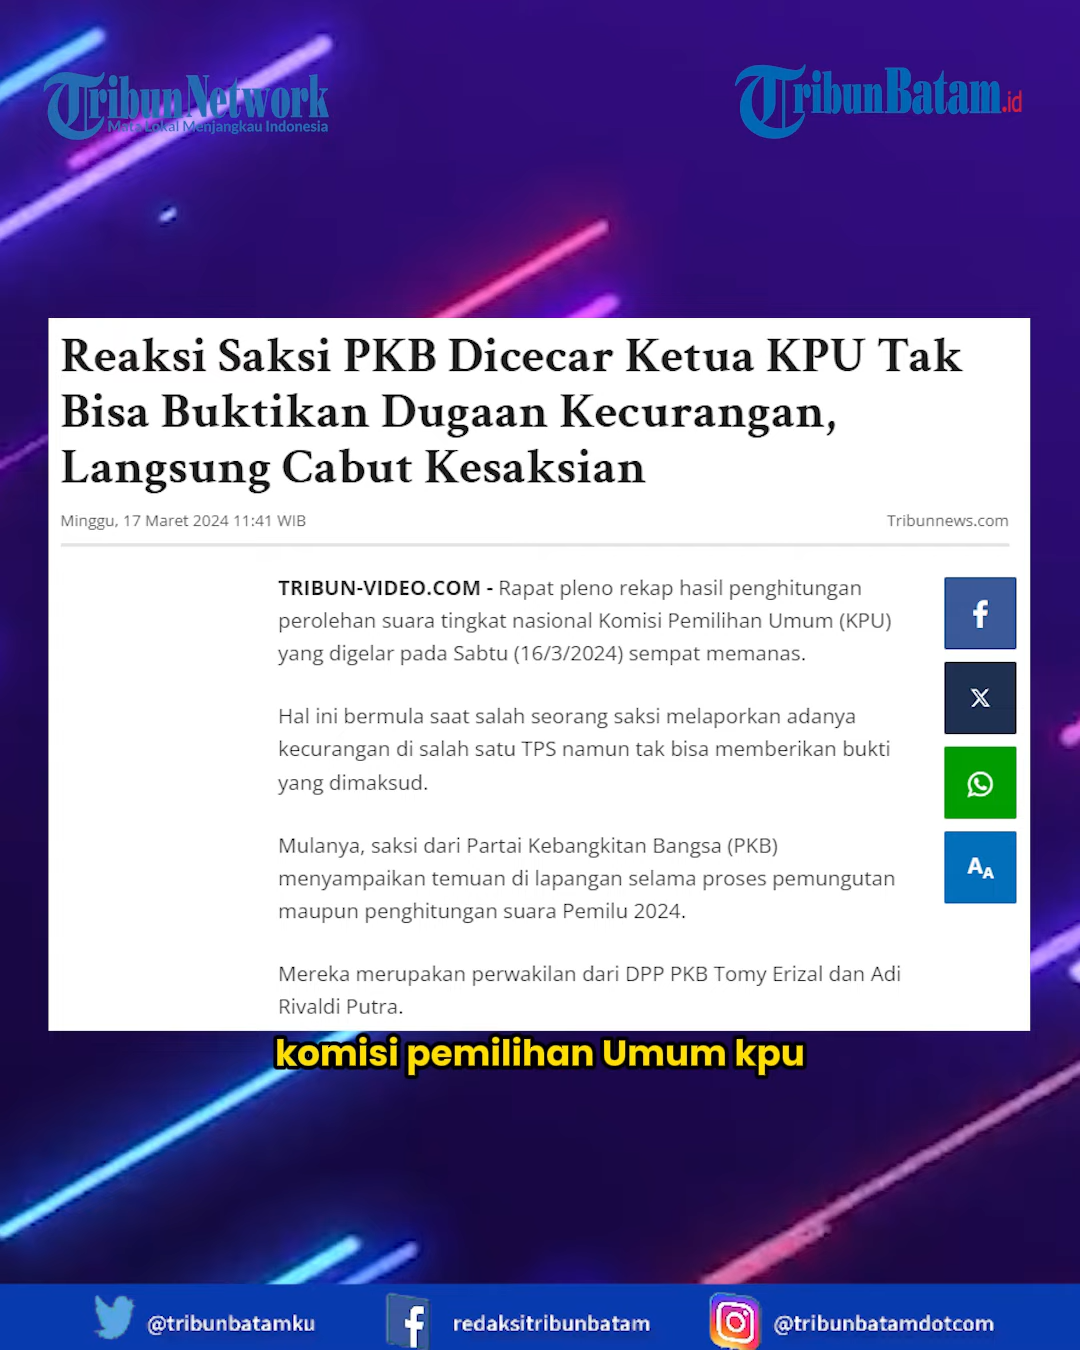 TribunNetwork
Mata Lokal Menjangkau Indonesia
TribunBatam.id
Reaksi Saksi PKB Dicecar Ketua KPU Tak
Bisa Buktikan Dugaan Kecurangan,
Langsung Cabut Kesaksian
Minggu, 17 Maret 2024 11:41 WIB
Tribunnews.com
TRIBUN-VIDEO.COM - Rapat pleno rekap hasil penghitungan
perolehan suara tingkat nasional Komisi Pemilihan Umum (KPU)
yang digelar pada Sabtu (16/3/2024) sempat memanas.
Hal ini bermula saat salah seorang saksi melaporkan adanya
kecurangan di salah satu TPS namun tak bisa memberikan bukti
yang dimaksud.
Mulanya, saksi dari Partai Kebangkitan Bangsa (PKB)
menyampaikan temuan di lapangan selama proses pemungutan
maupun penghitungan suara Pemilu 2024.
Mereka merupakan perwakilan dari DPP PKB Tomy Erizal dan Adi
Rivaldi Putra.
AA
komisi pemilihan Umum kpu
@tribunbatamku
redaksitribunbatam
@tribunbatamdotcom